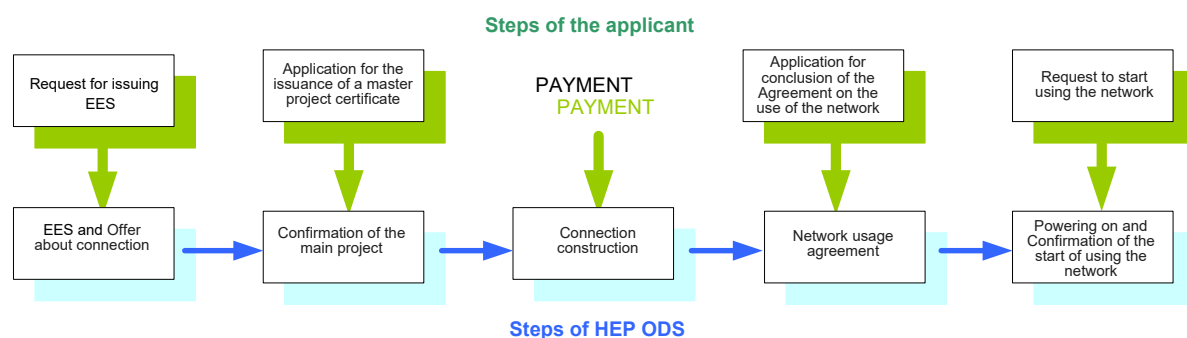 Steps of the applicant
Request for issuing
EES
Application for the
issuance of a master
project certificate
PAYMENT
PAYMENT
Application for
conclusion of the
Agreement on the
use of the network
Request to start
using the network
EES and Offer
about connection
Confirmation of the
main project
Connection
construction
Network usage
agreement
Powering on and
Confirmation of the
start of using the
network
Steps of HEP ODS